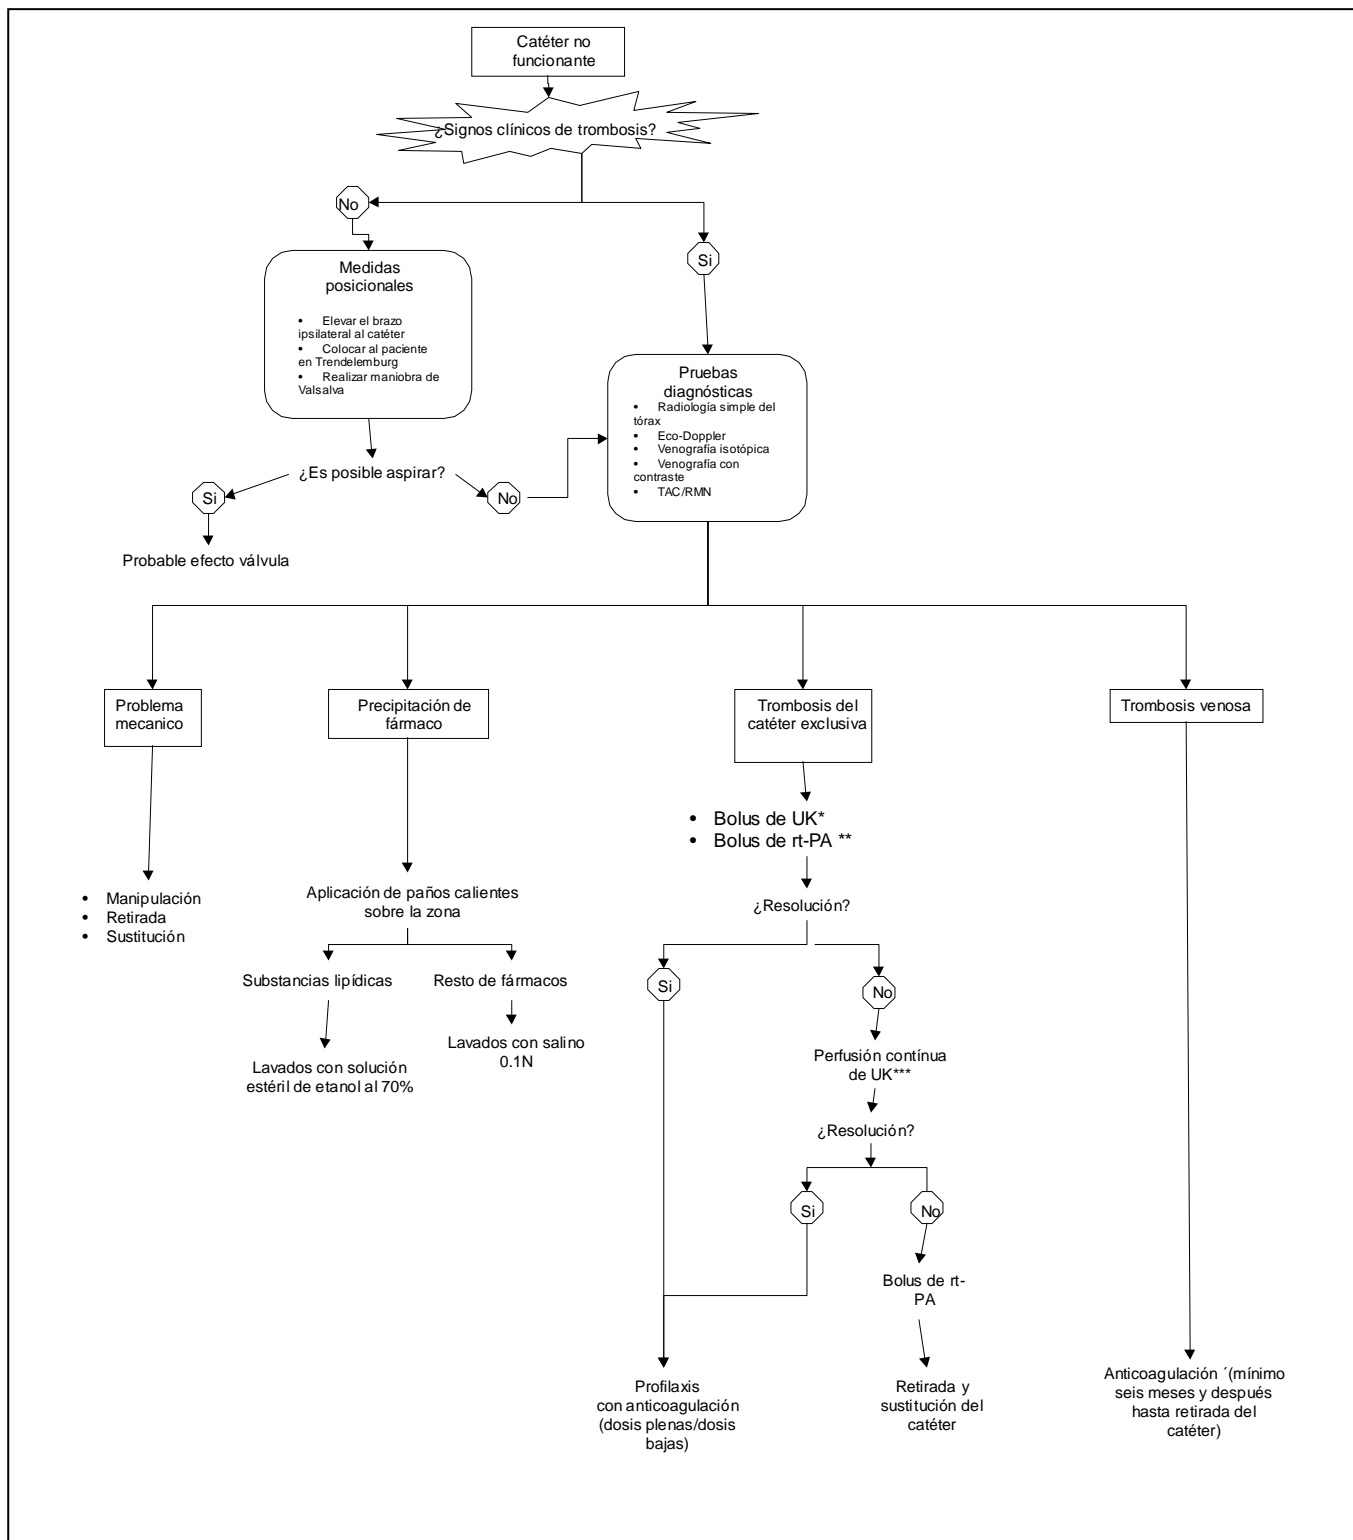 Catéter no
funcionante
¿Signos clínicos de trombosis?
No
Si
Medidas
posicionales
• Elevar el brazo
ipsilateral al catéter
• Colocar al paciente
en Trendelemburg
• Realizar maniobra de
Valsalva
Pruebas
diagnósticas
• Radiología simple del
tórax
• Eco-Doppler
• Venografía isotópica
• Venografía con
contraste
• TAC/RMN
¿Es posible aspirar?
Si
No
Probable efecto válvula
Problema
mecanico
Precipitación de
fármaco
Trombosis del
catéter exclusiva
Trombosis venosa
• Bolus de UK*
• Bolus de rt-PA **
• Manipulación
• Retirada
• Sustitución
Aplicación de paños calientes
sobre la zona
¿Resolución?
Substancias lipídicas
Resto de fármacos
Si
No
Lavados con solución
estéril de etanol al 70%
Lavados con salino
0.1N
Perfusión contínua
de UK***
¿Resolución?
Si
No
Bolus de rt-
PA
Profilaxis
con anticoagulación
(dosis plenas/dosis
bajas)
Retirada y
sustitución del
catéter
Anticoagulación ´(mínimo
seis meses y después
hasta retirada del
catéter)